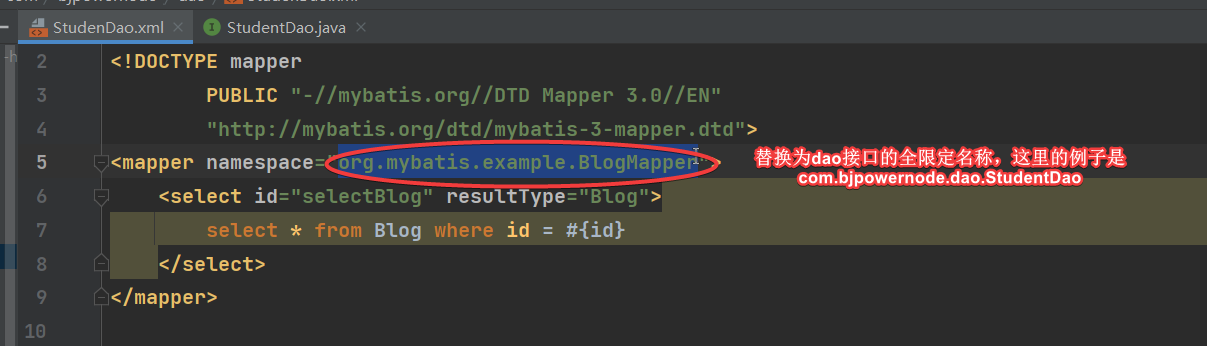 StudenDao.xml
StudentDao.java
2 <!DOCTYPE mapper
3 PUBLIC "-//mybatis.org//DTD Mapper 3.0//EN"
4 "http://mybatis.org/dtd/mybatis-3-mapper.dtd">
5 <mapper namespace="org.mybatis.example.BlogMapper">
替换为dao接口的全限定名称，这里的例子是
com.bjpowernode.dao.StudentDao
6 <select id="selectBlog" resultType="Blog">
7 select * from Blog where id = #{id}
8 </select>
9 </mapper>
10